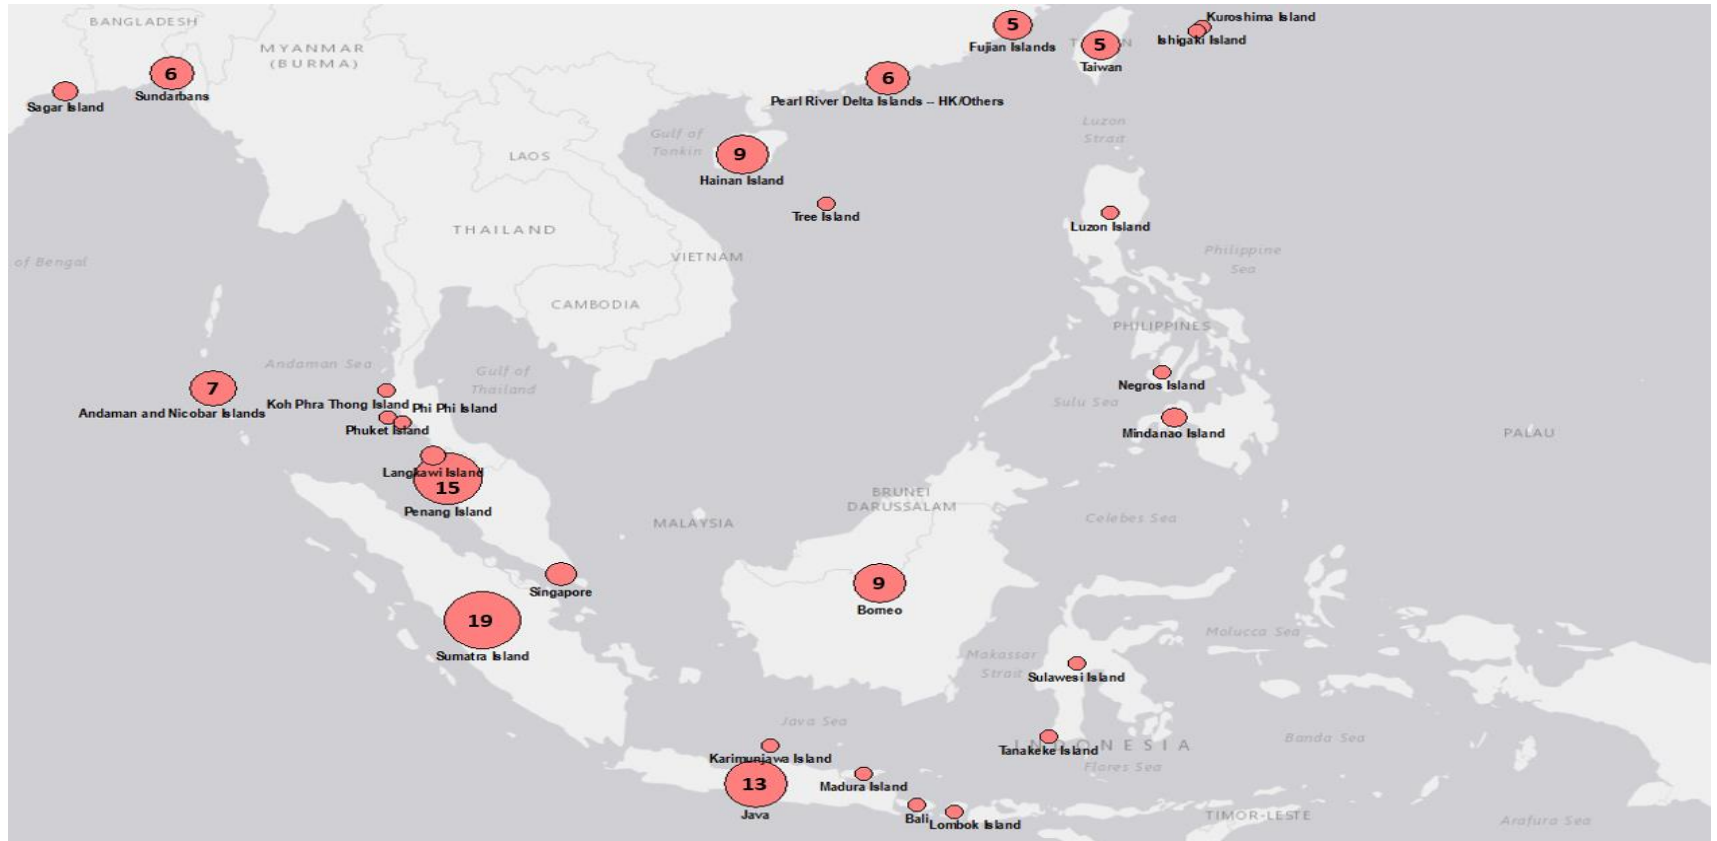 BANGLADESH
MYANMAR
(BURMA)
6
Sundarbans
Sagar Island
5
Fujian Islands
5
Taiwan
Kuroshima Island
Ishigaki Island
6
Pearl River Delta Islands -- HK/Others
Gulf of
Tonkin
LAOS
9
Hainan Island
Luzon
Strait
Tree Island
Luzon Island
THAILAND
VIETNAM
of Bengal
Philippine
Sea
CAMBODIA
PHILIPPINES
Andaman Sea
Gulf of
Thailand
7
Andaman and Nicobar Islands
Koh Phra Thong Island
Phi Phi Island
Phuket Island
Negros Island
Sulu Sea
Mindanao Island
PALAU
Langkawi Island
15
Penang Island
BRUNEI
DARUSSALAM
MALAYSIA
Celebes Sea
Singapore
9
Borneo
19
Sumatra Island
Molucca Sea
Makassar
Strait
Sulawesi Island
Java Sea
Karimunjawa Island
Tanakeke Island
INDONESIA
Banda Sea
Flores Sea
13
Java
Madura Island
Bali
Lombok Island
TIMOR-LESTE
Arafura Sea